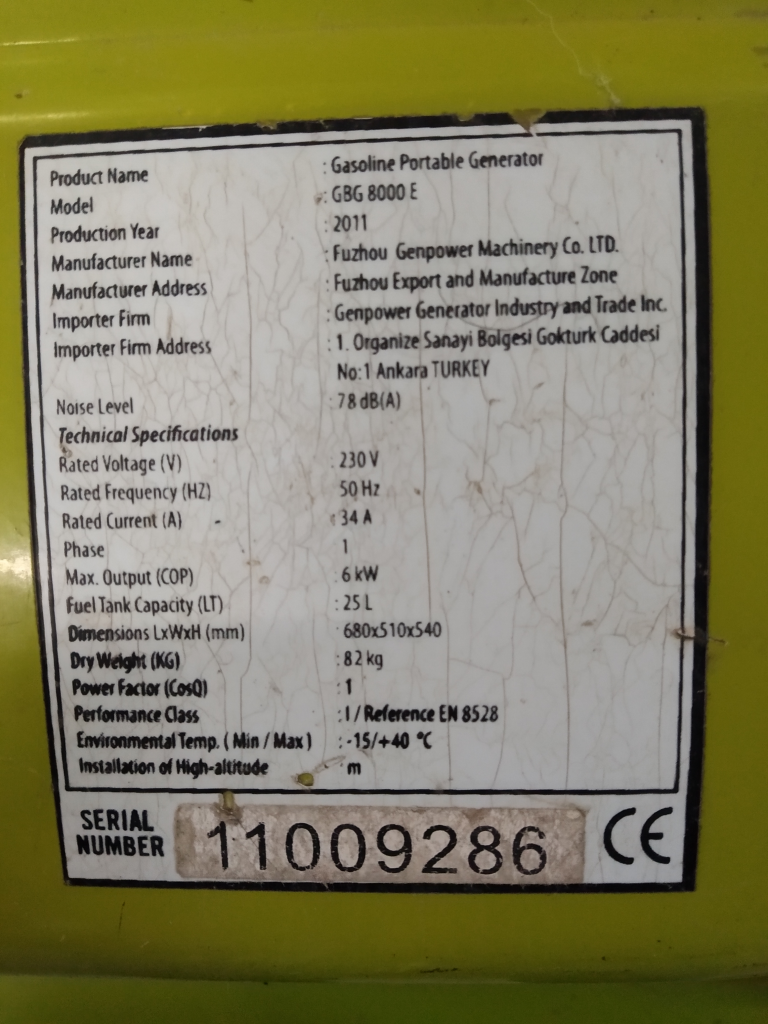 Product Name : Gasoline Portable Generator
Model : GBG 8000 E
Production Year : 2011
Manufacturer Name : Fuzhou Genpower Machinery Co. LTD.
Manufacturer Address : Fuzhou Export and Manufacture Zone
Importer Firm : Genpower Generator Industry and Trade Inc.
Importer Firm Address : 1. Organize Sanayi Bolgesi Gokturk Caddesi
No:1 Ankara TURKEY
Noise Level : 78 dB(A)
Technical Specifications
Rated Voltage (V) : 230 V
Rated Frequency (HZ) 50 Hz
Rated Current (A) : 34 A
Phase 1
Max. Output (COP) : 6 kW
Fuel Tank Capacity (LT) : 25 L
Dimensions LxWxH (mm) : 680x510x540
Dry Weight (KG) : 82 kg
Power Factor (CosQ) : 1
Performance Class : I / Reference EN 8528
Environmental Temp. ( Min / Max ) : -15/+40 °C
Installation of High-altitude : m
SERIAL NUMBER 11009286 CE